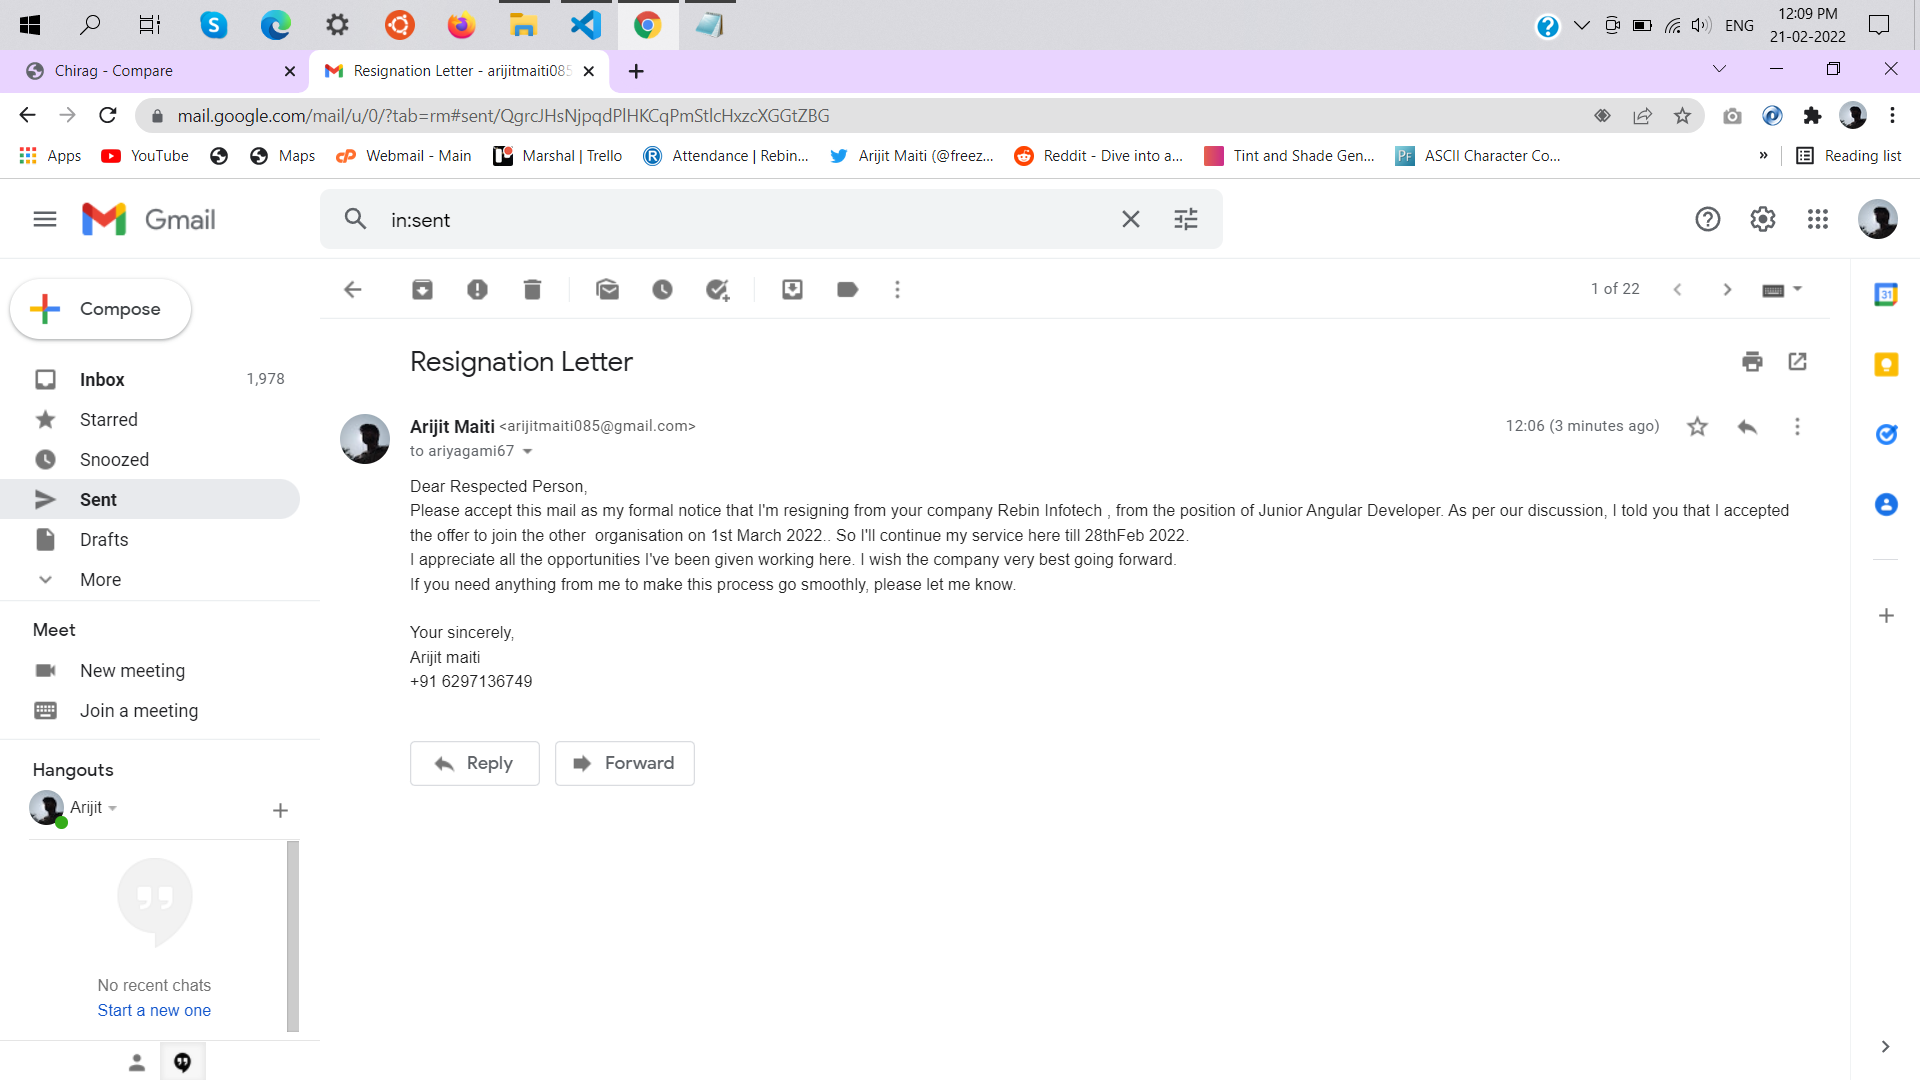 ENG
12:09 PM
21-02-2022
Chirag - Compare
Resignation Letter - arijitmaiti085
mail.google.com/mail/u/0/?tab=rm#sent/QgrcJHsNjpqdPlHKCqPmStlcHxzcXGGtZBG
Apps
YouTube
Maps
Webmail - Main
Marshal | Trello
Attendance | Rebin...
Arijit Maiti (@freez...
Reddit - Dive into a...
Tint and Shade Gen...
PF
ASCII Character Co...
»
Reading list
Gmail
in:sent
Compose
1 of 22
31
Resignation Letter
Inbox
1,978
Starred
Snoozed
Sent
Drafts
More
Meet
New meeting
Join a meeting
Hangouts
Arijit
No recent chats
Start a new one
Arijit Maiti <arijitmaiti085@gmail.com>
12:06 (3 minutes ago)
to ariyagami67
Dear Respected Person,
Please accept this mail as my formal notice that I'm resigning from your company Rebin Infotech , from the position of Junior Angular Developer. As per our discussion, I told you that I accepted
the offer to join the other  organisation on 1st March 2022.. So I'll continue my service here till 28thFeb 2022.
I appreciate all the opportunities I've been given working here. I wish the company very best going forward.
If you need anything from me to make this process go smoothly, please let me know.
Your sincerely,
Arijit maiti
+91 6297136749
Reply
Forward